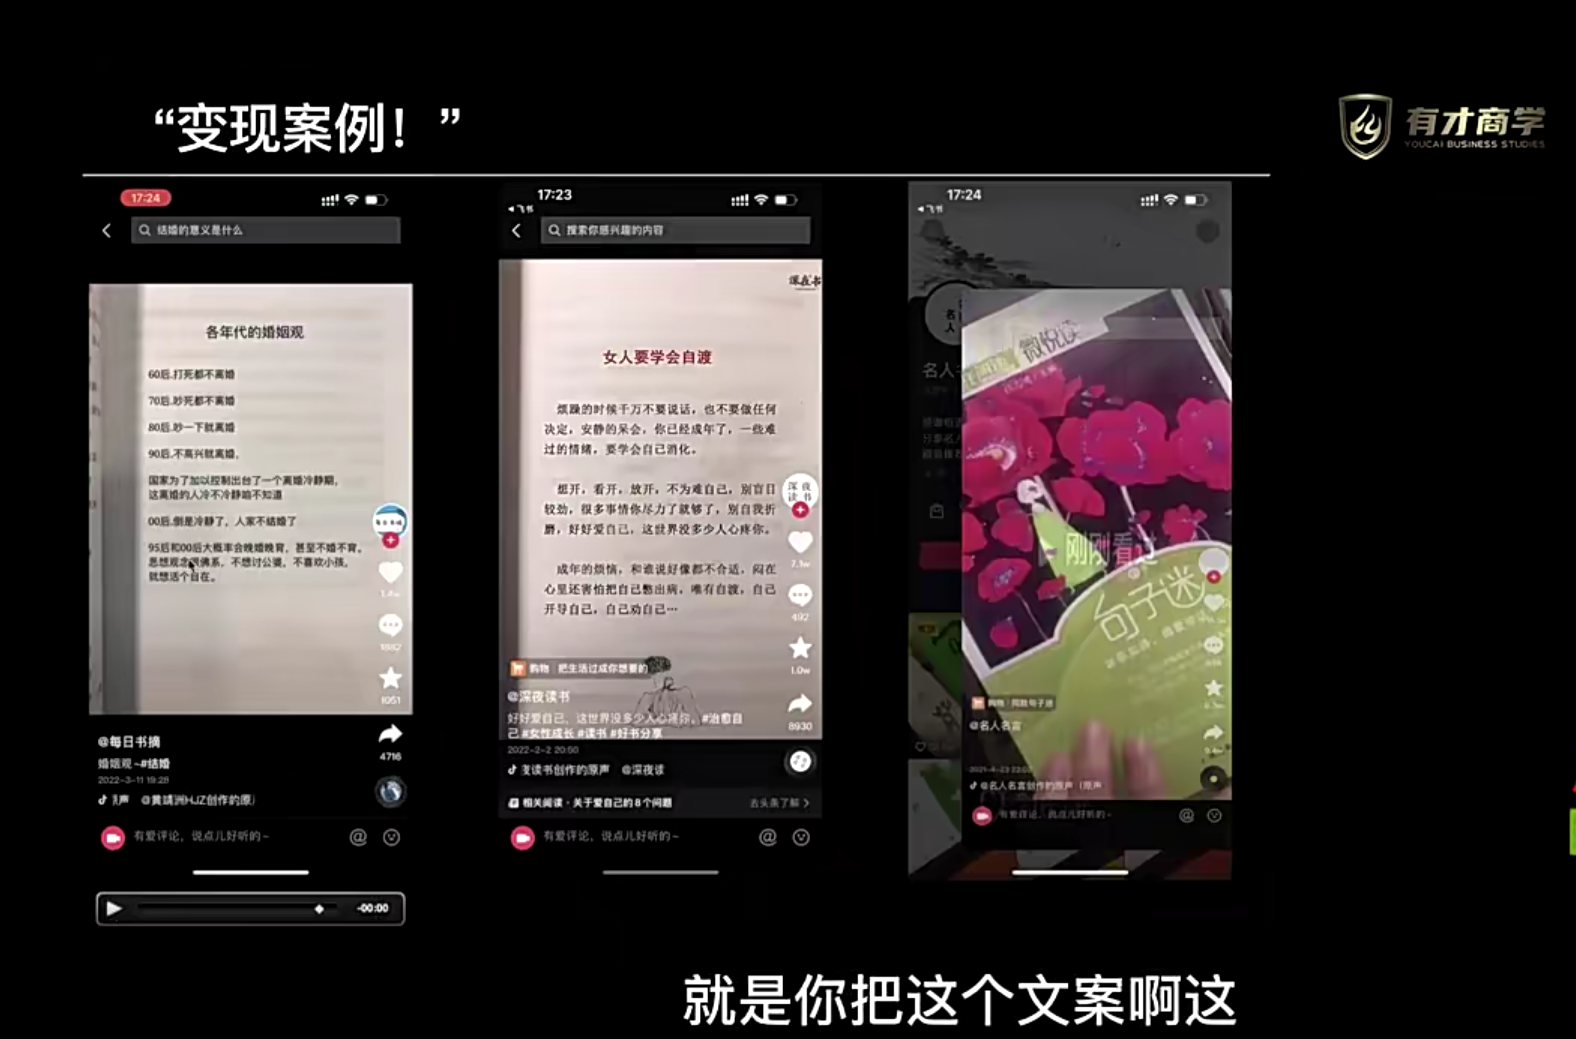 “变现案例！”
有才商学
YOUCAI BUSINESS STUDIES
17:24
结婚的意义是什么
各年代的婚姻观
60后.打死都不离婚
70后.吵死都不离婚
80后.吵一下就离婚
90后.不高兴就离婚，
国家为了加以控制出台了一个离婚冷静期，
这离婚的人冷不冷静咱不知道
00后.倒是冷静了，人家不结婚了
95后和00后大概率会晚婚晚育，甚至不婚不育，
思想观念很佛系，不想讨公婆，不喜欢小孩，
就想活个自在。
1.4w
1882
1051
4716
@每日书摘
婚姻观~#结婚
2022-3-11 19:28
@黄靖洲HJZ创作的原
有爱评论，说点儿好听的~
-00:00
17:23
飞书
搜索你感兴趣的内容
深夜书
女人要学会自渡
烦躁的时候千万不要说话，也不要做任何
决定，安静的呆会，你已经成年了，一些难
过的情绪，要学会自己消化。
想开，看开，放开，不为难自己，别盲目
较劲，很多事情你尽力了就够了，别自我折
磨，好好爱自己，这世界没多少人心疼你。
成年的烦恼，和谁说好像都不合适，闷在
心里还害怕把自己憋出病，唯有自渡，自己
开导自己，自己劝自己…
深夜
读书
7.1w
492
1.0w
8930
购物 | 把生活过成你想要的
@深夜读书
好好爱自己，这世界没多少人心疼你。#治愈自
己 #女性成长 #读书 #好书分享
2022-2-2 20:50
读书创作的原声 @深夜读
相关阅读·关于爱自己的8个问题
去头条了解 >
有爱评论，说点儿好听的~
17:24
飞书
名人
微悦读
刚刚看过
句子迷
购物 | 同款句子迷
@名人名言
2021-4-23 22:02
@名人名言创作的原声（原声
有爱评论，说点儿好听的~
就是你把这个文案啊这